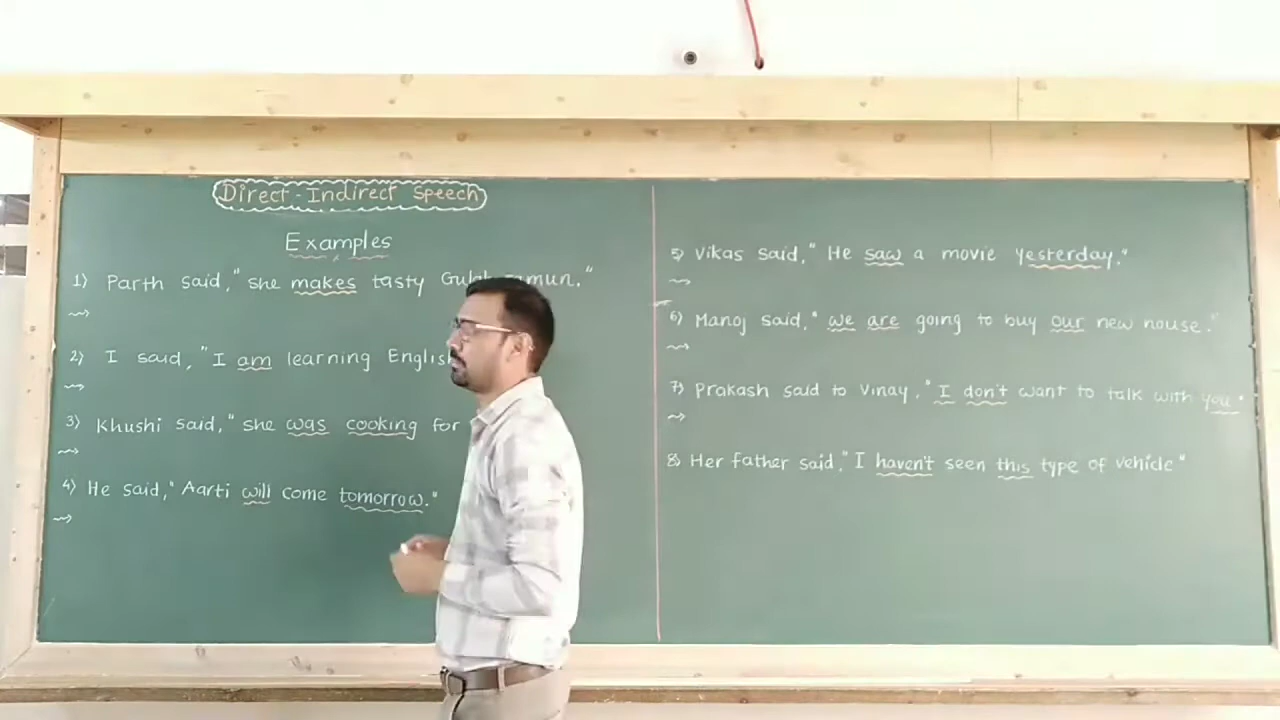 Direct-Indirect Speech
Examples
1) Parth said," she makes tasty
2) I said,"I am learning
3) Khushi said," she was cooking for
4) He said," Aarti will come tomorrow."
5) Vikas said," He saw a movie yesterday."
6) Manoj said," we are going to buy our new house."
7) Prakash said to Vinay,"I don't want to talk with you."
8) Her father said,"I haven't seen this type of vehicle"